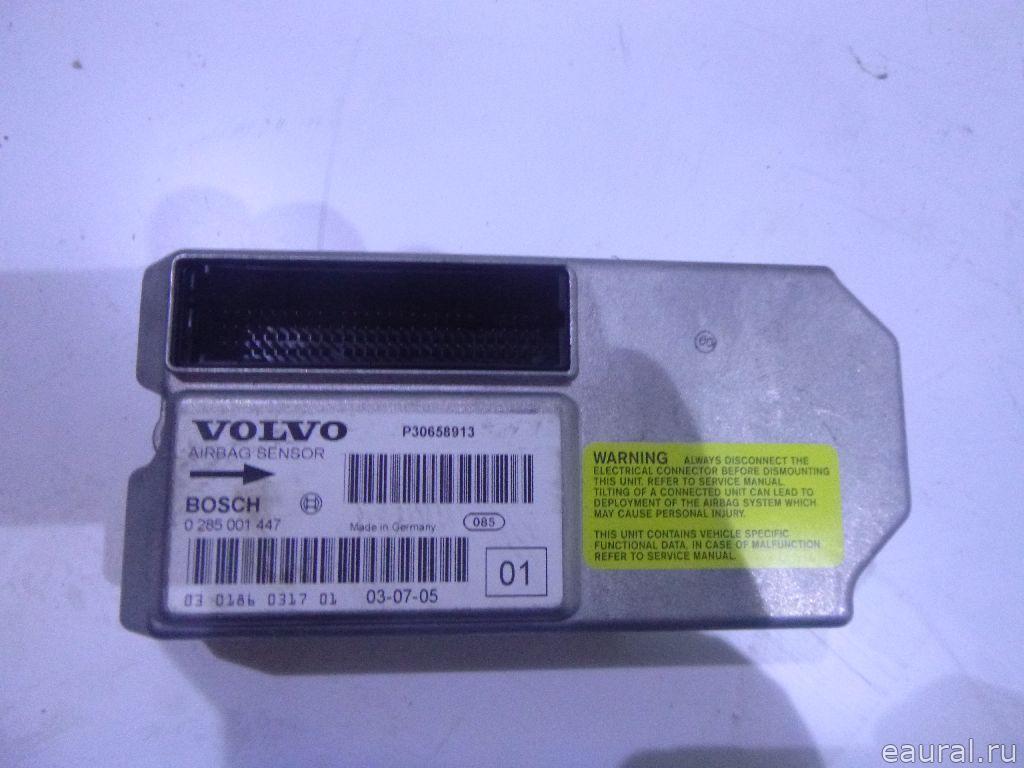 VOLVO
P30658913
AIRBAG SENSOR
BOSCH
0 285 001 447
Made in Germany
085
03 0186 0317 01
03-07-05
01
WARNING ALWAYS DISCONNECT THE
ELECTRICAL CONNECTOR BEFORE DISMOUNTING
THIS UNIT. REFER TO SERVICE MANUAL.
TILTING OF A CONNECTED UNIT CAN LEAD TO
DEPLOYMENT OF THE AIRBAG SYSTEM WHICH
MAY CAUSE PERSONAL INJURY.
THIS UNIT CONTAINS VEHICLE SPECIFIC
FUNCTIONAL DATA, IN CASE OF MALFUNCTION
REFER TO SERVICE MANUAL.
eaural.ru